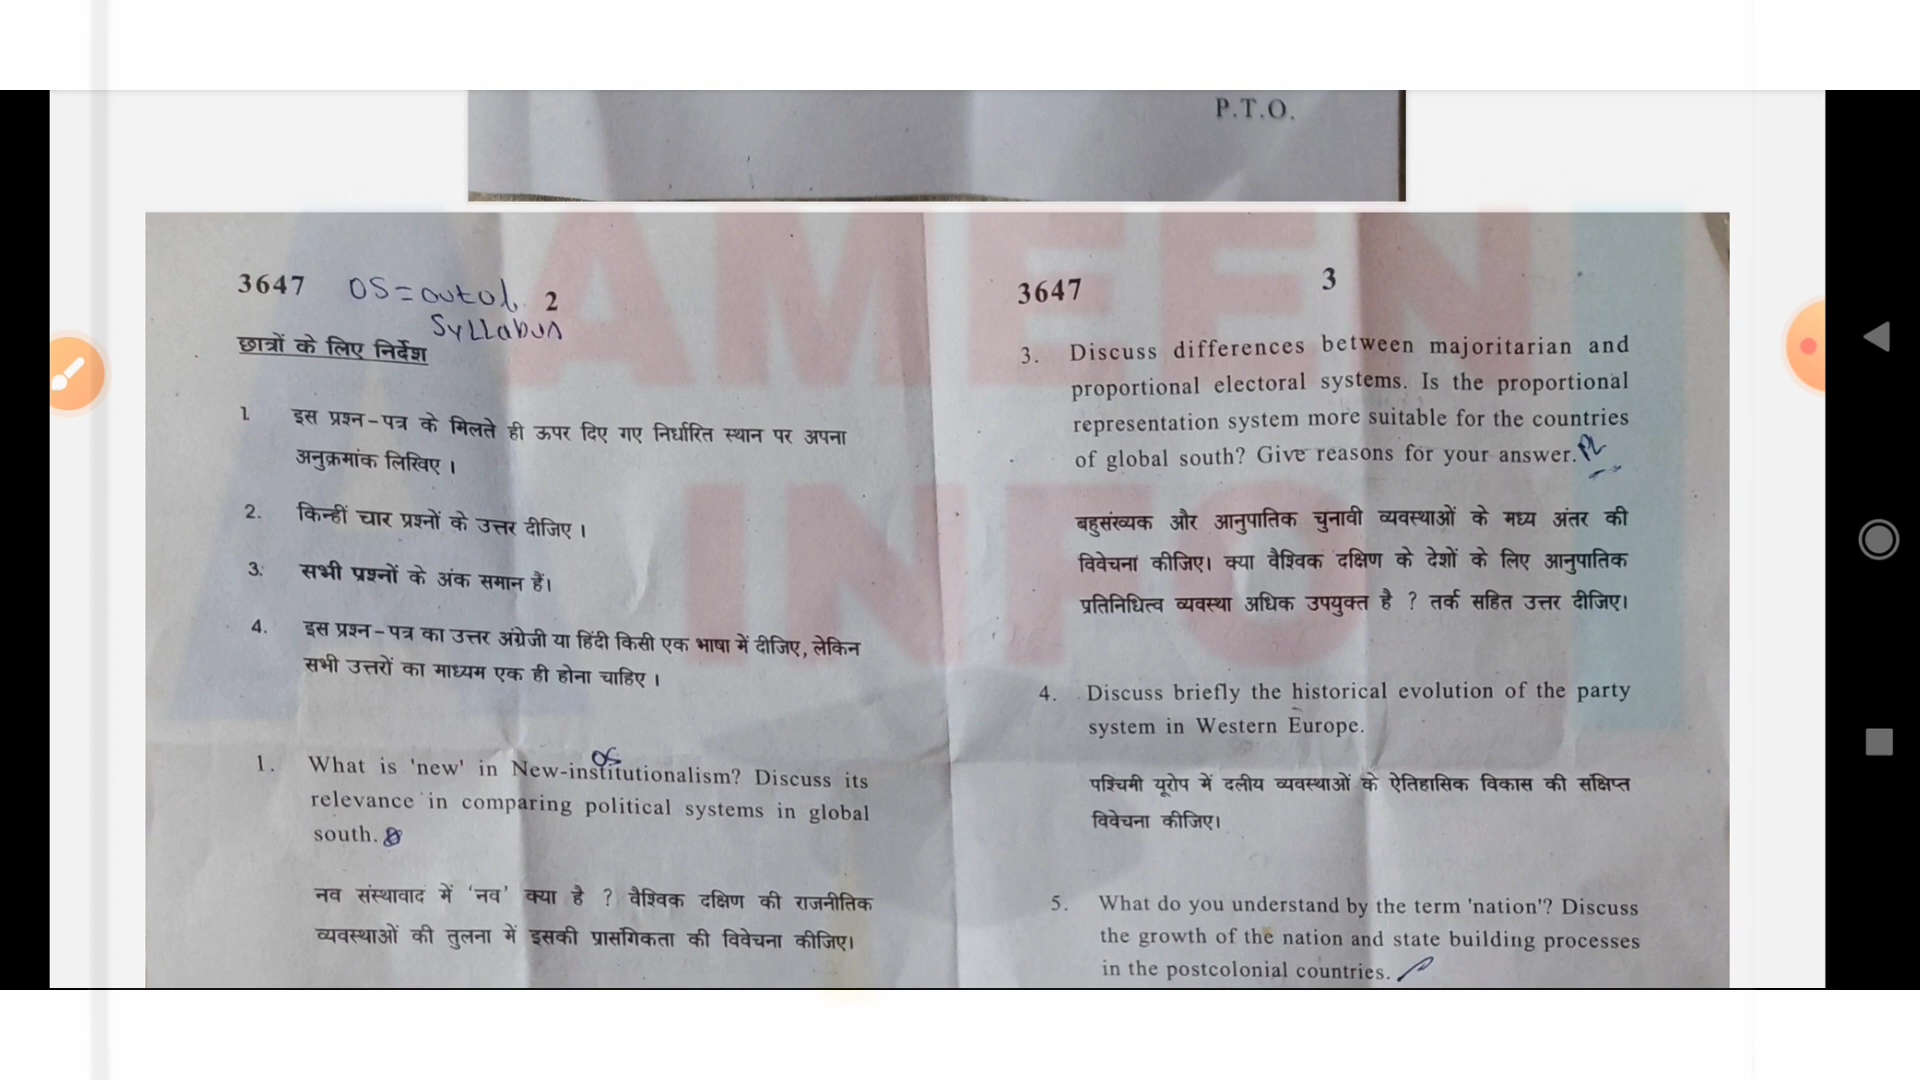 P.T.O.
3647
OS = out of
Syllabus
2
छात्रों के लिए निर्देश
1. इस प्रश्न-पत्र के मिलते ही ऊपर दिए गए निर्धारित स्थान पर अपना
अनुक्रमांक लिखिए ।
2. किन्हीं चार प्रश्नों के उत्तर दीजिए ।
3. सभी प्रश्नों के अंक समान हैं।
4. इस प्रश्न-पत्र का उत्तर अंग्रेजी या हिंदी किसी एक भाषा में दीजिए, लेकिन
सभी उत्तरों का माध्यम एक ही होना चाहिए ।
OS
1. What is 'new' in New-institutionalism? Discuss its
relevance in comparing political systems in global
south.
नव संस्थावाद में 'नव' क्या है ? वैश्विक दक्षिण की राजनीतिक
व्यवस्थाओं की तुलना में इसकी प्रासंगिकता की विवेचना कीजिए।
3647 3
3. Discuss differences between majoritarian and
proportional electoral systems. Is the proportional
representation system more suitable for the countries
of global south? Give reasons for your answer.
बहुसंख्यक और आनुपातिक चुनावी व्यवस्थाओं के मध्य अंतर की
विवेचना कीजिए। क्या वैश्विक दक्षिण के देशों के लिए आनुपातिक
प्रतिनिधित्व व्यवस्था अधिक उपयुक्त है ? तर्क सहित उत्तर दीजिए।
4. Discuss briefly the historical evolution of the party
system in Western Europe.
पश्चिमी यूरोप में दलीय व्यवस्थाओं के ऐतिहासिक विकास की संक्षिप्त
विवेचना कीजिए।
5. What do you understand by the term 'nation'? Discuss
the growth of the nation and state building processes
in the postcolonial countries.
AMEEN
INFO